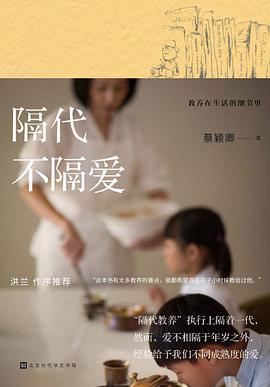 教养在生活的细节里
隔代
不隔爱
蔡颖卿——著
洪兰 作序推荐
“这本书有太多教养的要点，我都希望我在孩子小时候教给过他。”
“隔代教养”执行上隔着一代，
然而，爱不相隔于年岁之外，
经验给予我们不同成熟度的爱。
北京时代华文书局